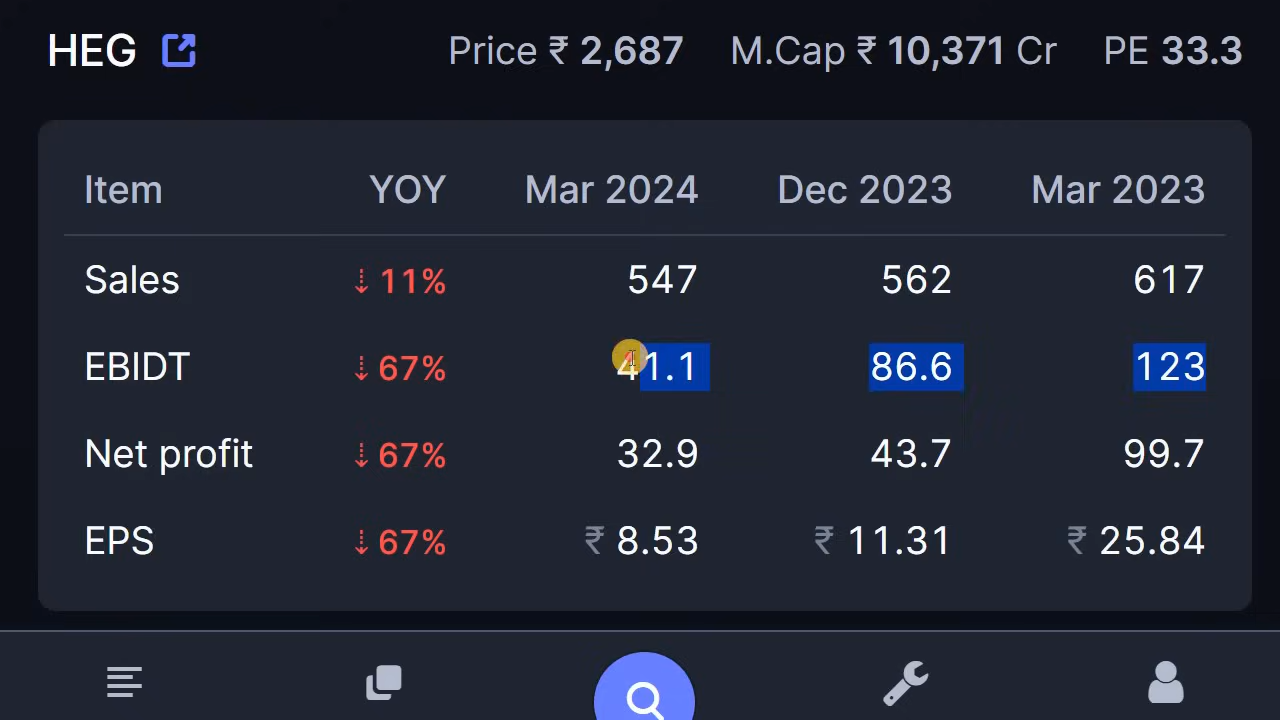 HEG Price ₹ 2,687 M.Cap ₹ 10,371 Cr PE 33.3
Item YOY Mar 2024 Dec 2023 Mar 2023
Sales ⇣ 11% 547 562 617
EBIDT ⇣ 67% 41.1 86.6 123
Net profit ⇣ 67% 32.9 43.7 99.7
EPS ⇣ 67% ₹ 8.53 ₹ 11.31 ₹ 25.84